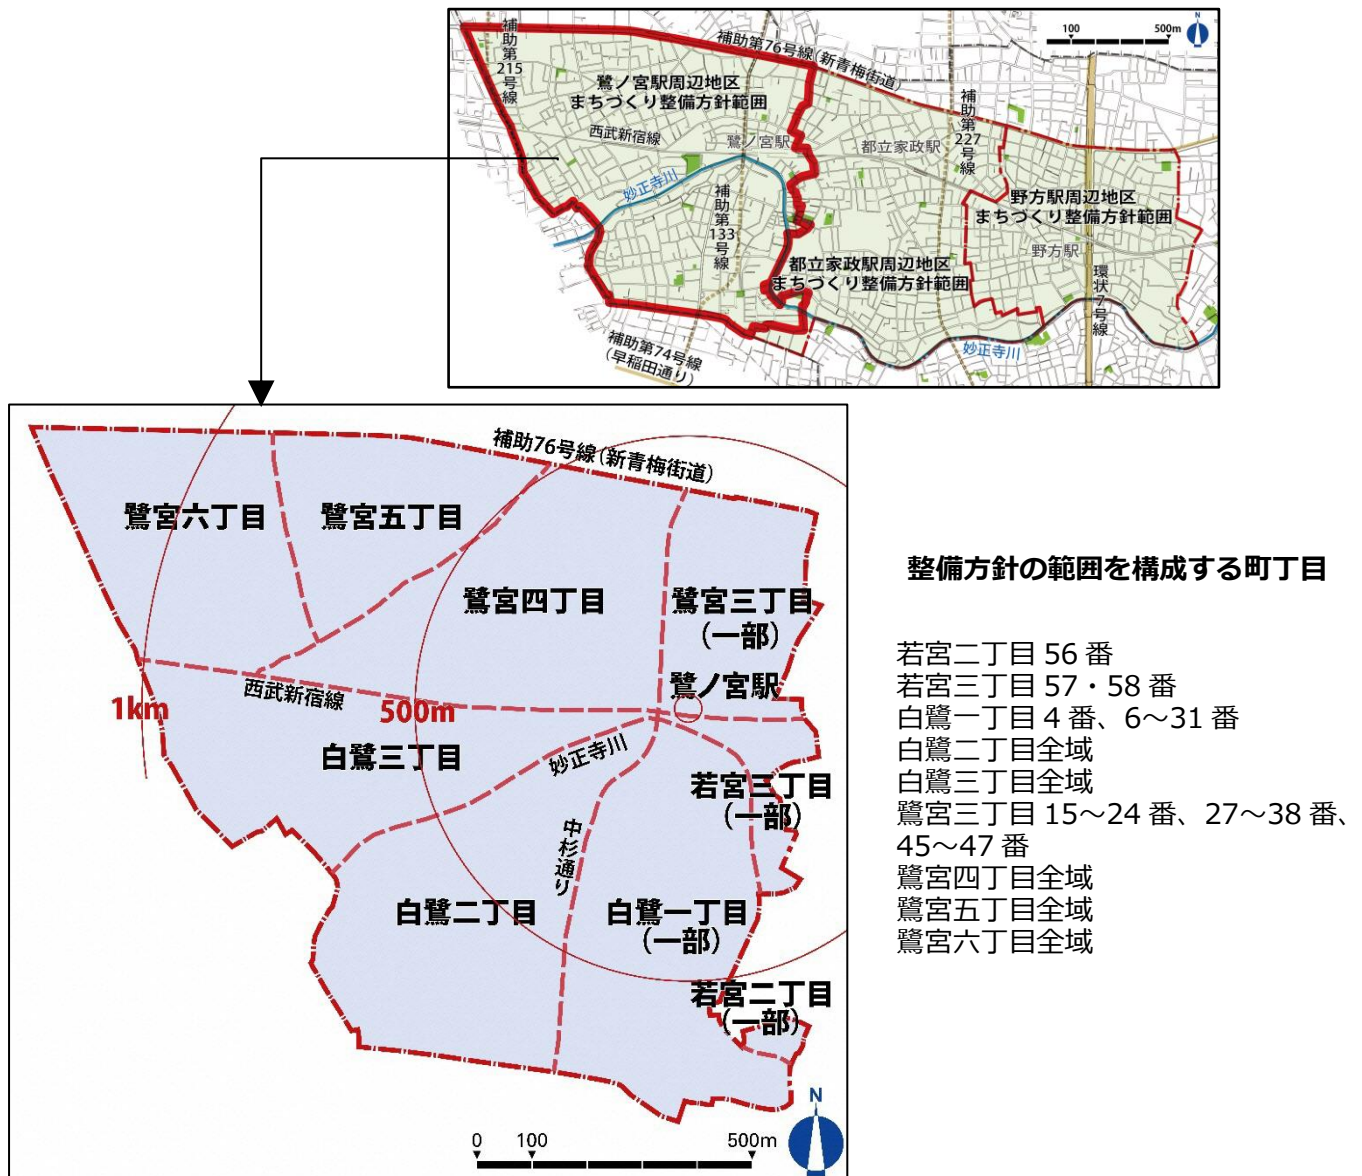 補助第76号線(新青梅街道)
100
500m
N
補助第215号線
鷺ノ宮駅周辺地区
まちづくり整備方針範囲
西武新宿線
鷺ノ宮駅
都立家政駅
補助第227号線
妙正寺川
補助第133号線
野方駅周辺地区
まちづくり整備方針範囲
野方駅
都立家政駅周辺地区
まちづくり整備方針範囲
環状7号線
補助第74号線
(早稲田通り)
妙正寺川
補助76号線(新青梅街道)
鷺宮六丁目
鷺宮五丁目
鷺宮四丁目
鷺宮三丁目
(一部)
鷺ノ宮駅
西武新宿線
1km
500m
白鷺三丁目
妙正寺川
若宮三丁目
(一部)
中杉通り
白鷺二丁目
白鷺一丁目
(一部)
若宮二丁目
(一部)
0
100
500m
N
整備方針の範囲を構成する町丁目
若宮二丁目 56 番
若宮三丁目 57・58 番
白鷺一丁目 4 番、6～31 番
白鷺二丁目全域
白鷺三丁目全域
鷺宮三丁目 15～24 番、27～38 番、
45～47 番
鷺宮四丁目全域
鷺宮五丁目全域
鷺宮六丁目全域